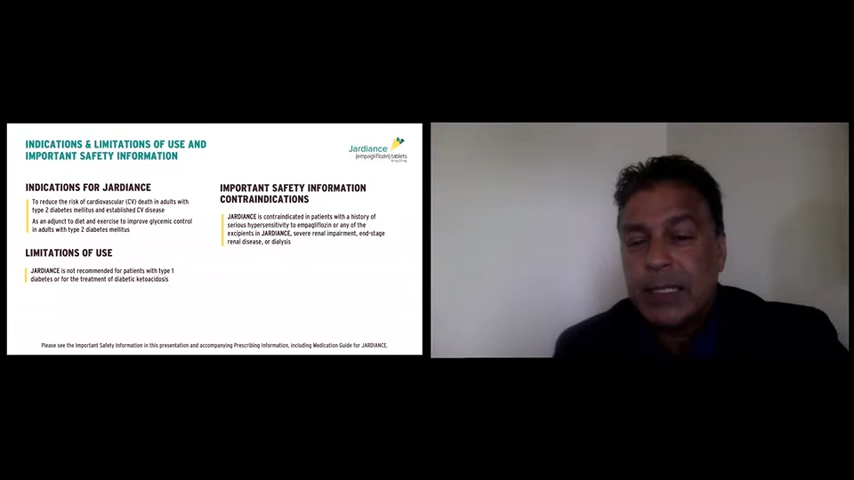 INDICATIONS & LIMITATIONS OF USE AND
IMPORTANT SAFETY INFORMATION
Jardiance
(empagliflozin) tablets
INDICATIONS FOR JARDIANCE
To reduce the risk of cardiovascular (CV) death in adults with
type 2 diabetes mellitus and established CV disease
As an adjunct to diet and exercise to improve glycemic control
in adults with type 2 diabetes mellitus
LIMITATIONS OF USE
JARDIANCE is not recommended for patients with type 1
diabetes or for the treatment of diabetic ketoacidosis
IMPORTANT SAFETY INFORMATION
CONTRAINDICATIONS
JARDIANCE is contraindicated in patients with a history of
serious hypersensitivity to empagliflozin or any of the
excipients in JARDIANCE, severe renal impairment, end-stage
renal disease, or dialysis
Please see the Important Safety Information in this presentation and accompanying Prescribing Information, including Medication Guide for JARDIANCE.